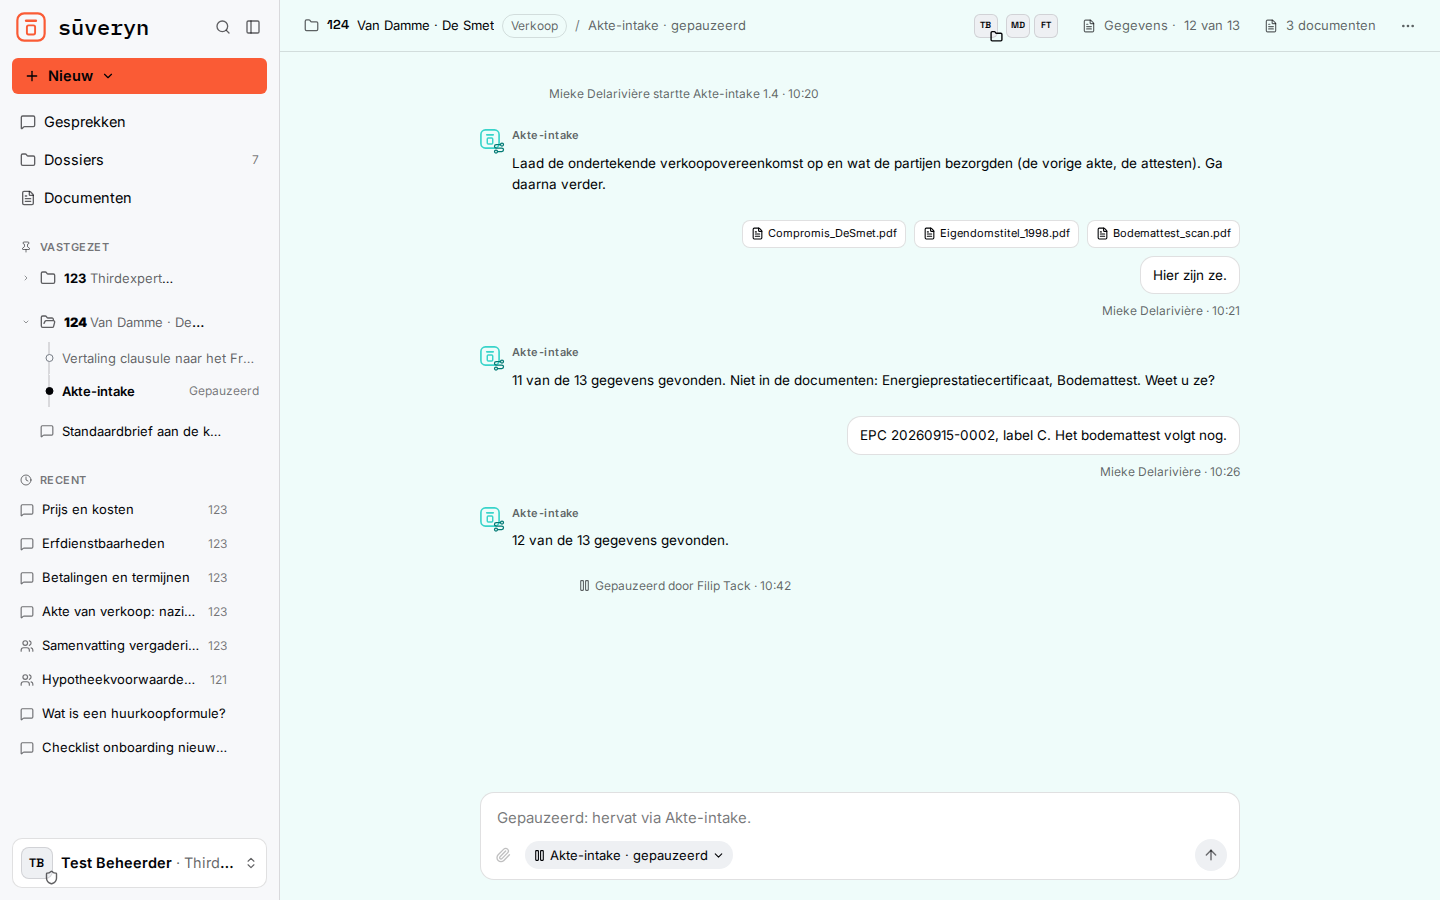 sūveryn
Nieuw
Gesprekken
Dossiers 7
Documenten
VASTGEZET
123 Thirdexpert...
124 Van Damme · De...
Vertaling clausule naar het Fr...
Akte-intake Gepauzeerd
Standaardbrief aan de k...
RECENT
Prijs en kosten 123
Erfdienstbaarheden 123
Betalingen en termijnen 123
Akte van verkoop: nazi... 123
Samenvatting vergaderi... 123
Hypotheekvoorwaarde... 121
Wat is een huurkoopformule?
Checklist onboarding nieuw...
TB Test Beheerder · Third...
124 Van Damme · De Smet Verkoop / Akte-intake · gepauzeerd TB MD FT Gegevens · 12 van 13 3 documenten
Mieke Delarivière startte Akte-intake 1.4 · 10:20
Akte-intake
Laad de ondertekende verkoopovereenkomst op en wat de partijen bezorgden (de vorige akte, de attesten). Ga
daarna verder.
Compromis_DeSmet.pdf Eigendomstitel_1998.pdf Bodemattest_scan.pdf
Hier zijn ze.
Mieke Delarivière · 10:21
Akte-intake
11 van de 13 gegevens gevonden. Niet in de documenten: Energieprestatiecertificaat, Bodemattest. Weet u ze?
EPC 20260915-0002, label C. Het bodemattest volgt nog.
Mieke Delarivière · 10:26
Akte-intake
12 van de 13 gegevens gevonden.
Gepauzeerd door Filip Tack · 10:42
Gepauzeerd: hervat via Akte-intake.
Akte-intake · gepauzeerd